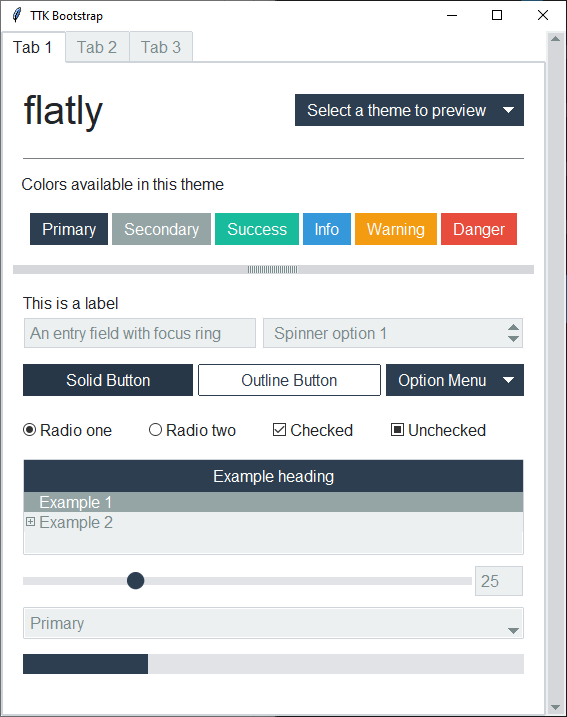 TTK Bootstrap
Tab 1 Tab 2 Tab 3
flatly
Select a theme to preview
Colors available in this theme
Primary Secondary Success Info Warning Danger
This is a label
An entry field with focus ring Spinner option 1
Solid Button Outline Button Option Menu
Radio one Radio two Checked Unchecked
Example heading
Example 1
Example 2
25
Primary